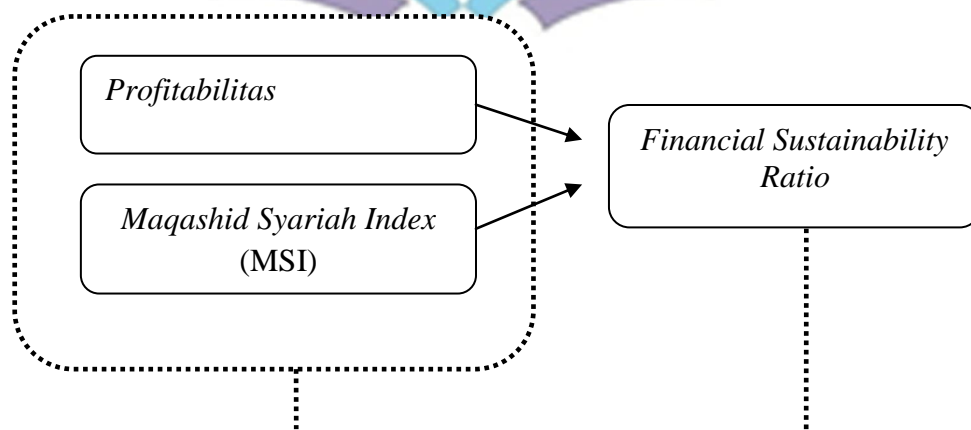 Profitabilitas
Financial Sustainability
Ratio
Maqashid Syariah Index
(MSI)